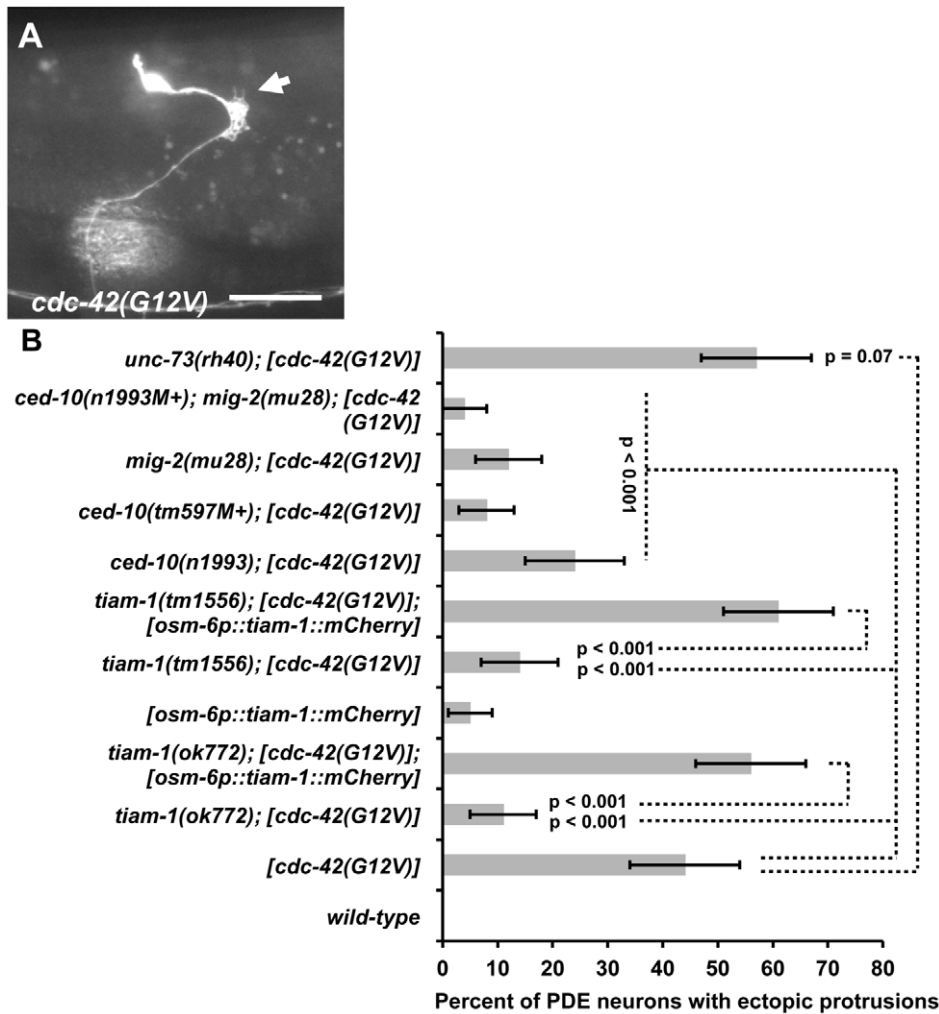 A
cdc-42(G12V)
B
unc-73(rh40); [cdc-42(G12V)]
ced-10(n1993M+); mig-2(mu28); [cdc-42
(G12V)]
mig-2(mu28); [cdc-42(G12V)]
ced-10(tm597M+); [cdc-42(G12V)]
ced-10(n1993); [cdc-42(G12V)]
tiam-1(tm1556); [cdc-42(G12V)];
[osm-6p::tiam-1::mCherry]
tiam-1(tm1556); [cdc-42(G12V)]
[osm-6p::tiam-1::mCherry]
tiam-1(ok772); [cdc-42(G12V)];
[osm-6p::tiam-1::mCherry]
tiam-1(ok772); [cdc-42(G12V)]
[cdc-42(G12V)]
wild-type
p = 0.07
p < 0.001
p < 0.001
p < 0.001
p < 0.001
p < 0.001
0 10 20 30 40 50 60 70 80
Percent of PDE neurons with ectopic protrusions